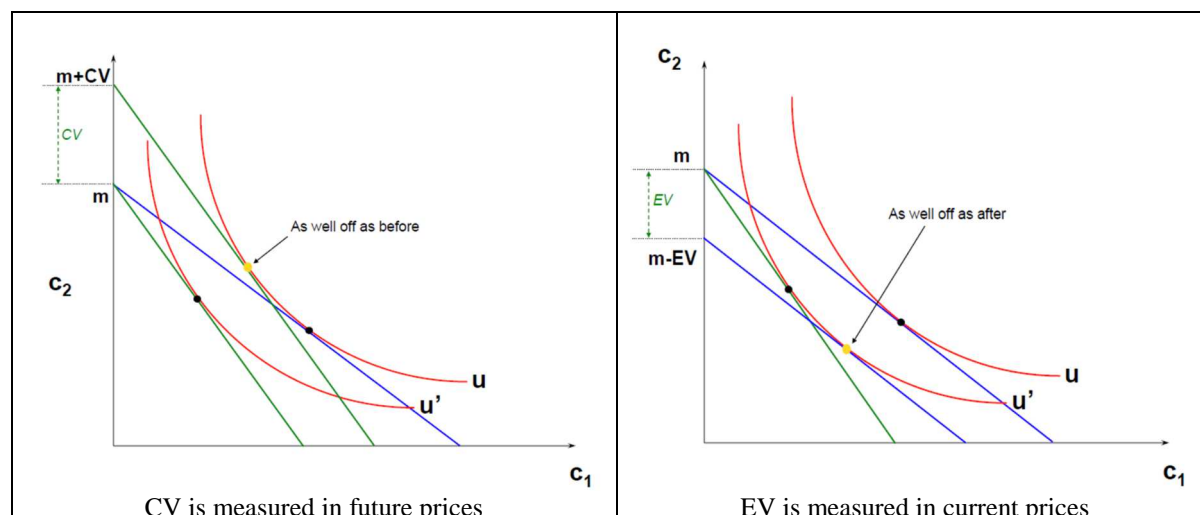 m+CV
CV
m
As well off as before
c₂
u
u’
c₁
CV is measured in future prices
c₂
m
EV
As well off as after
m-EV
u
u’
c₁
EV is measured in current prices